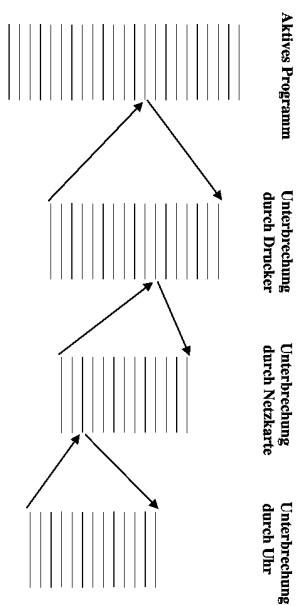 Aktives Programm
Unterbrechung
durch Drucker
Unterbrechung
durch Netzkarte
Unterbrechung
durch Uhr